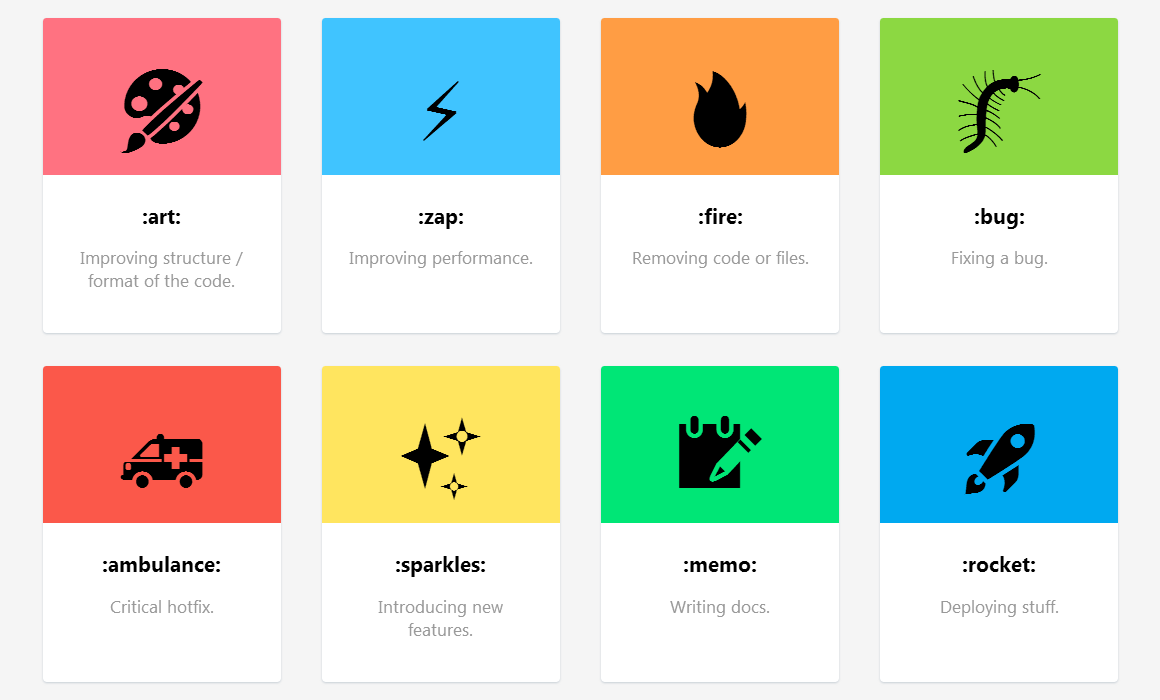 :art:
Improving structure /
format of the code.
:zap:
Improving performance.
:fire:
Removing code or files.
:bug:
Fixing a bug.
:ambulance:
Critical hotfix.
:sparkles:
Introducing new
features.
:memo:
Writing docs.
:rocket:
Deploying stuff.